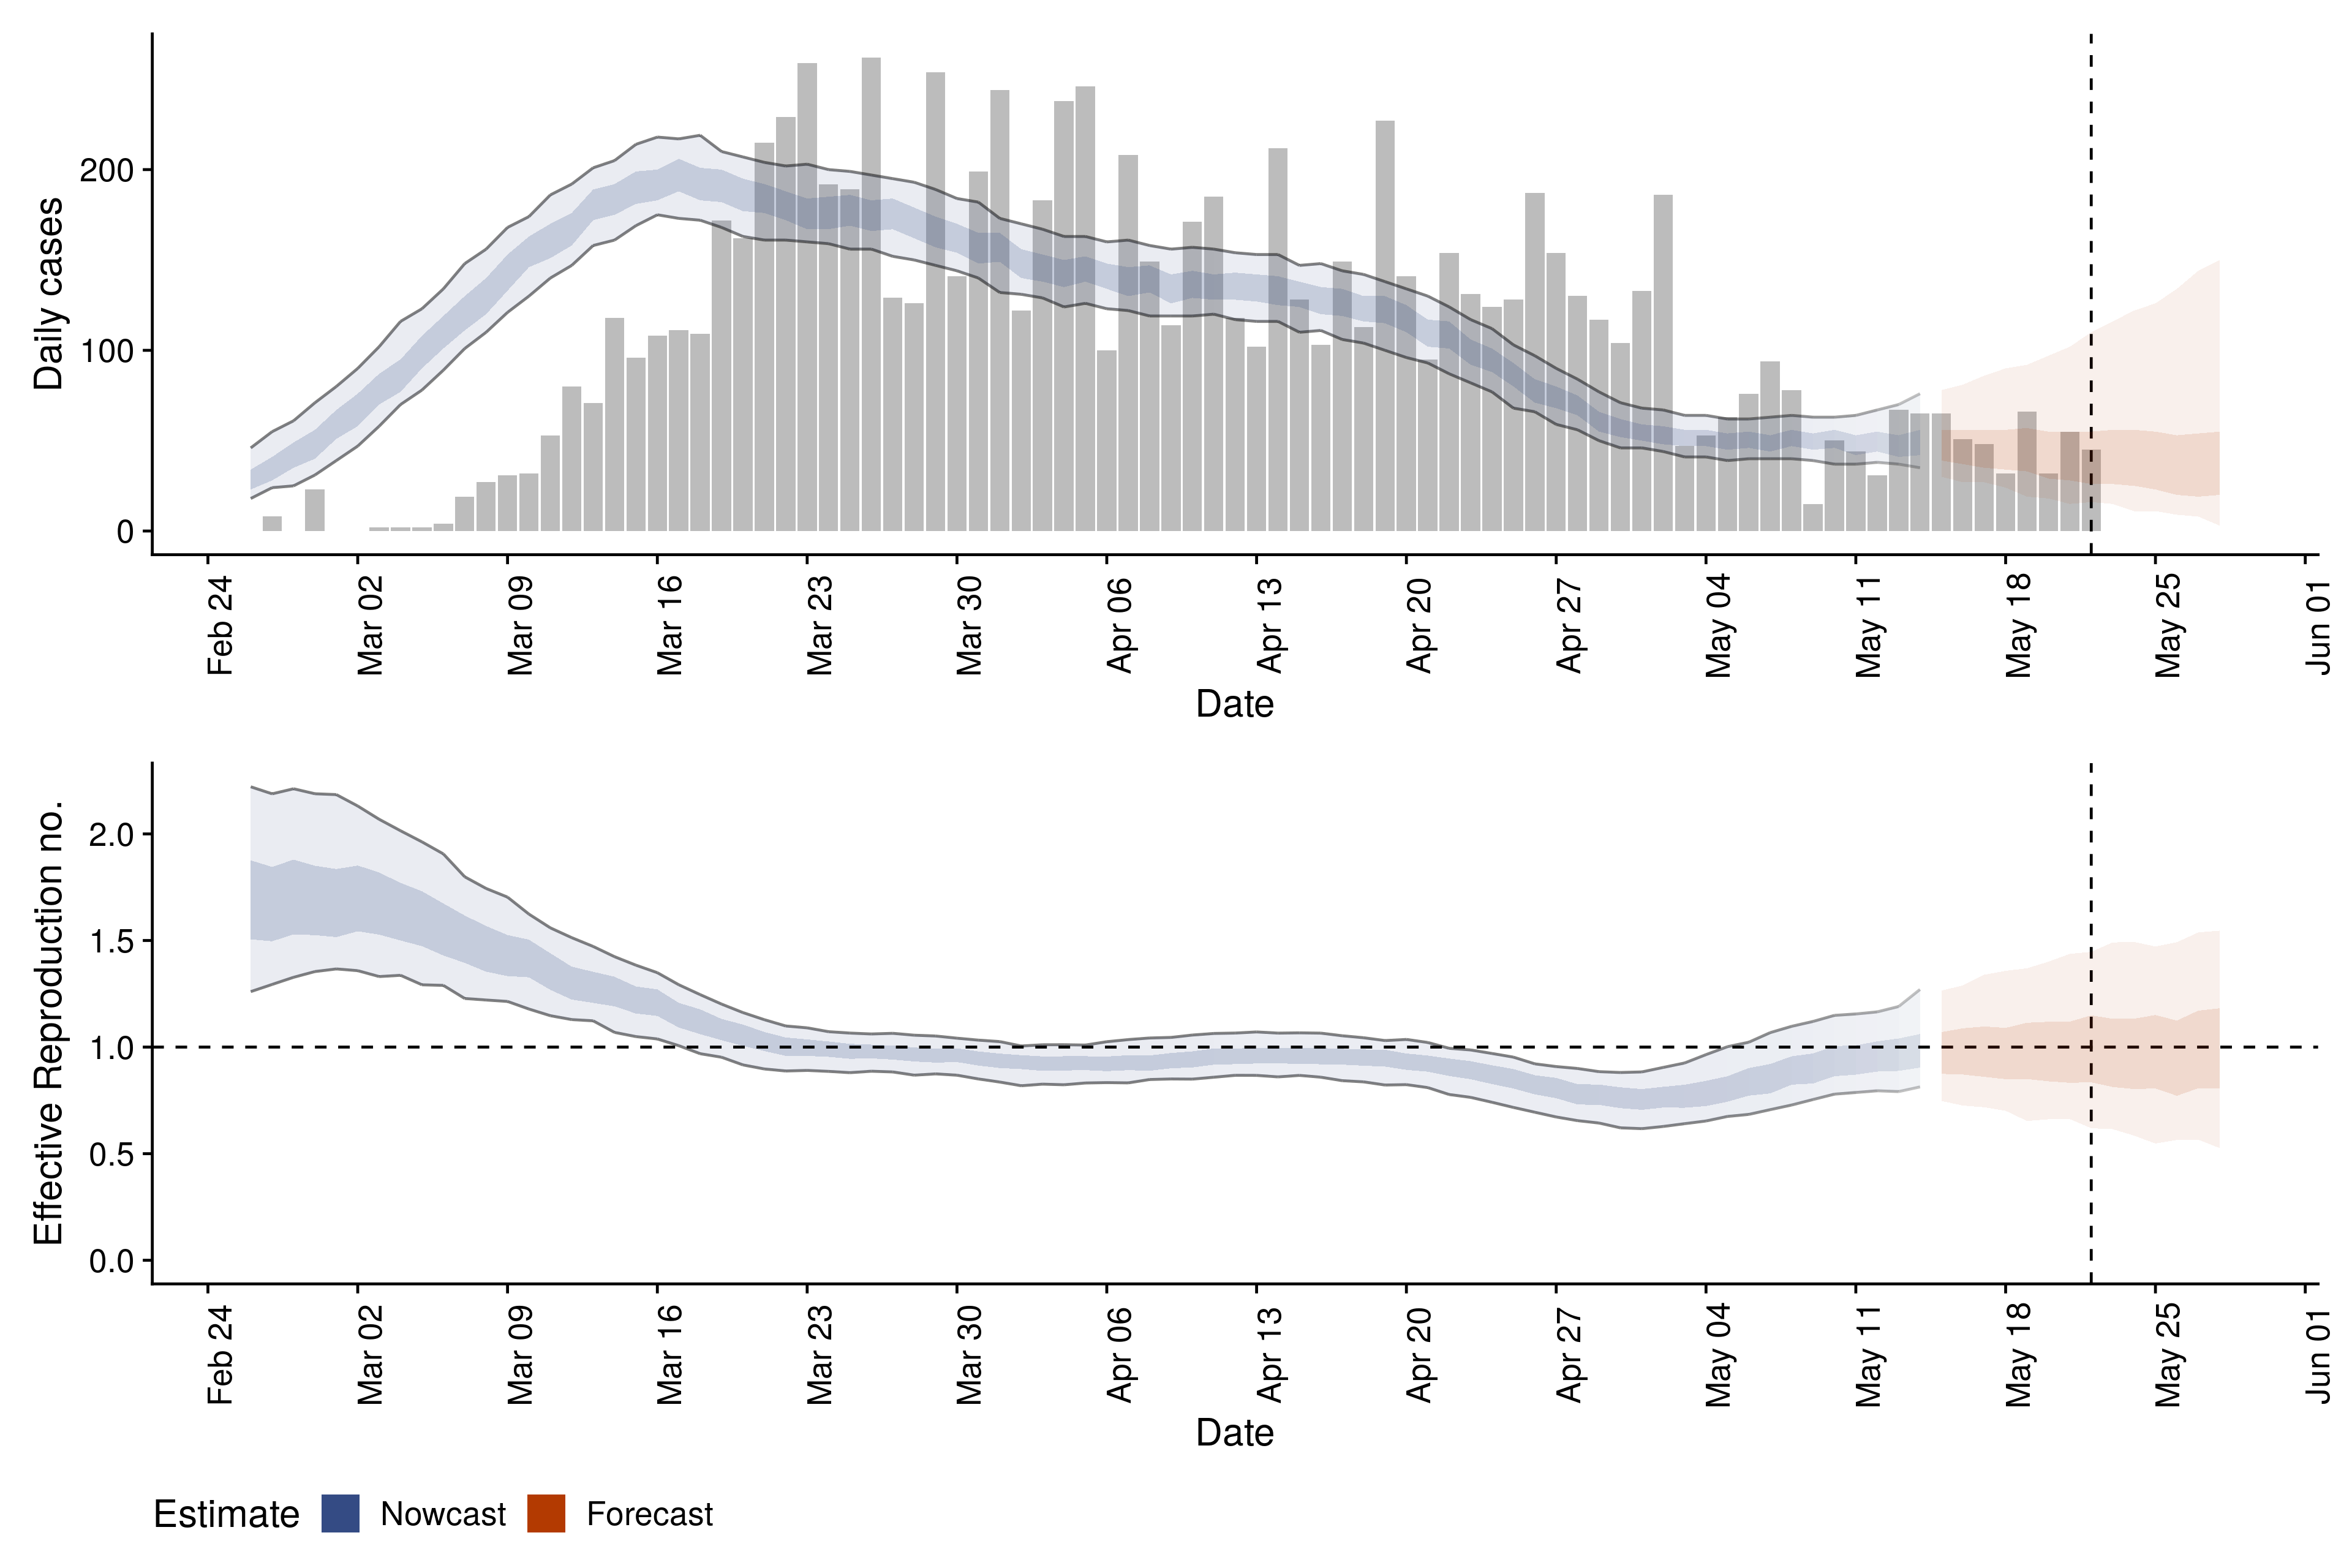 Daily cases
200
100
0
Feb 24
Mar 02
Mar 09
Mar 16
Mar 23
Mar 30
Apr 06
Apr 13
Apr 20
Apr 27
May 04
May 11
May 18
May 25
Jun 01
Date
Effective Reproduction no.
2.0
1.5
1.0
0.5
0.0
Feb 24
Mar 02
Mar 09
Mar 16
Mar 23
Mar 30
Apr 06
Apr 13
Apr 20
Apr 27
May 04
May 11
May 18
May 25
Jun 01
Date
Estimate Nowcast Forecast